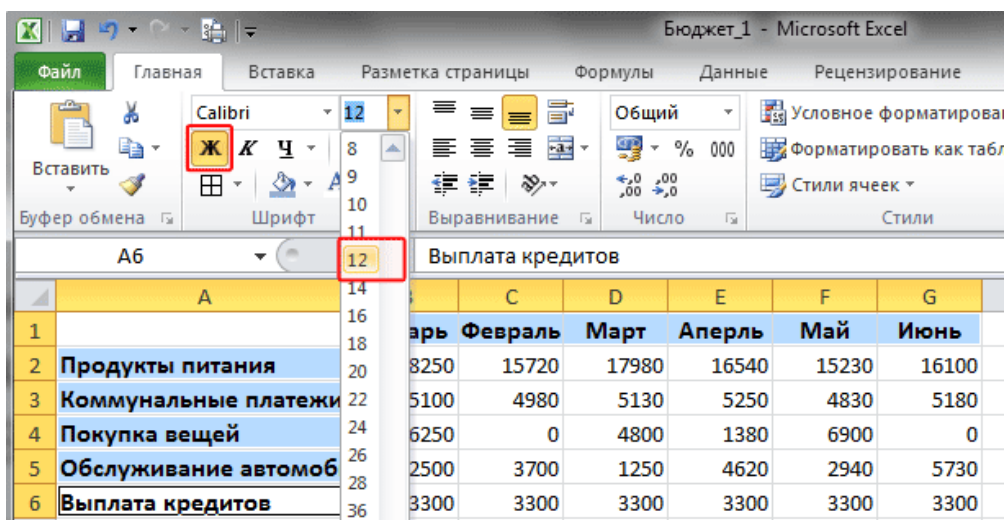 Бюджет_1 - Microsoft Excel
Файл Главная Вставка Разметка страницы Формулы Данные Рецензирование
Calibri 12 Общий Условное форматирова
Вставить Ж К Ч % 000 Форматировать как табл
А ,0 ,00 ,00 ,0 Стили ячеек
Буфер обмена Шрифт Выравнивание Число Стили
8
9
10
11
12
14
16
18
20
22
24
26
28
36
A6 Выплата кредитов
A C D E F G
1 арь Февраль Март Аперль Май Июнь
2 Продукты питания 8250 15720 17980 16540 15230 16100
3 Коммунальные платежи 5100 4980 5130 5250 4830 5180
4 Покупка вещей 6250 0 4800 1380 6900 0
5 Обслуживание автомоб 2500 3700 1250 4620 2940 5730
6 Выплата кредитов 3300 3300 3300 3300 3300 3300